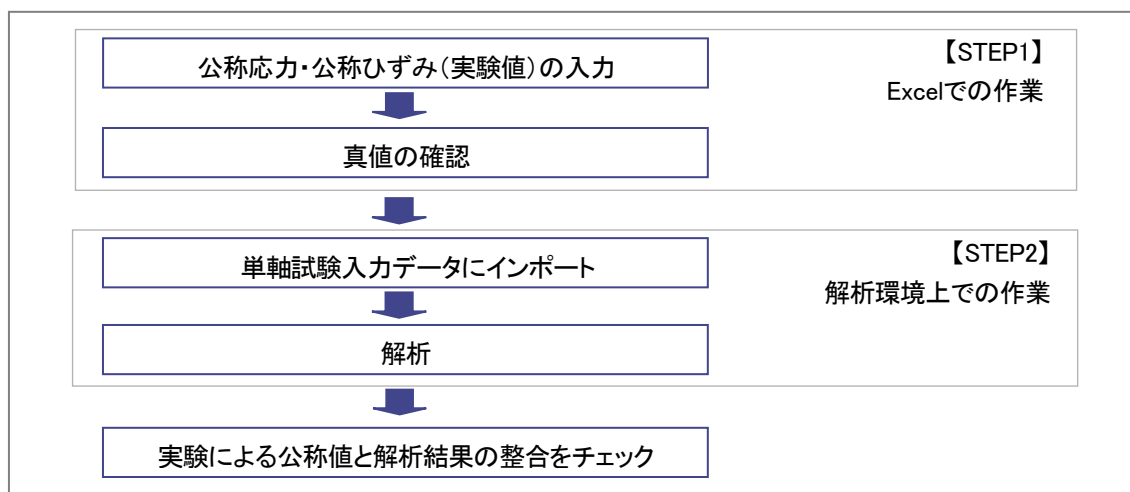 公称応力・公称ひずみ(実験値)の入力
【STEP1】
Excelでの作業
真値の確認
単軸試験入力データにインポート
【STEP2】
解析環境上での作業
解析
実験による公称値と解析結果の整合をチェック